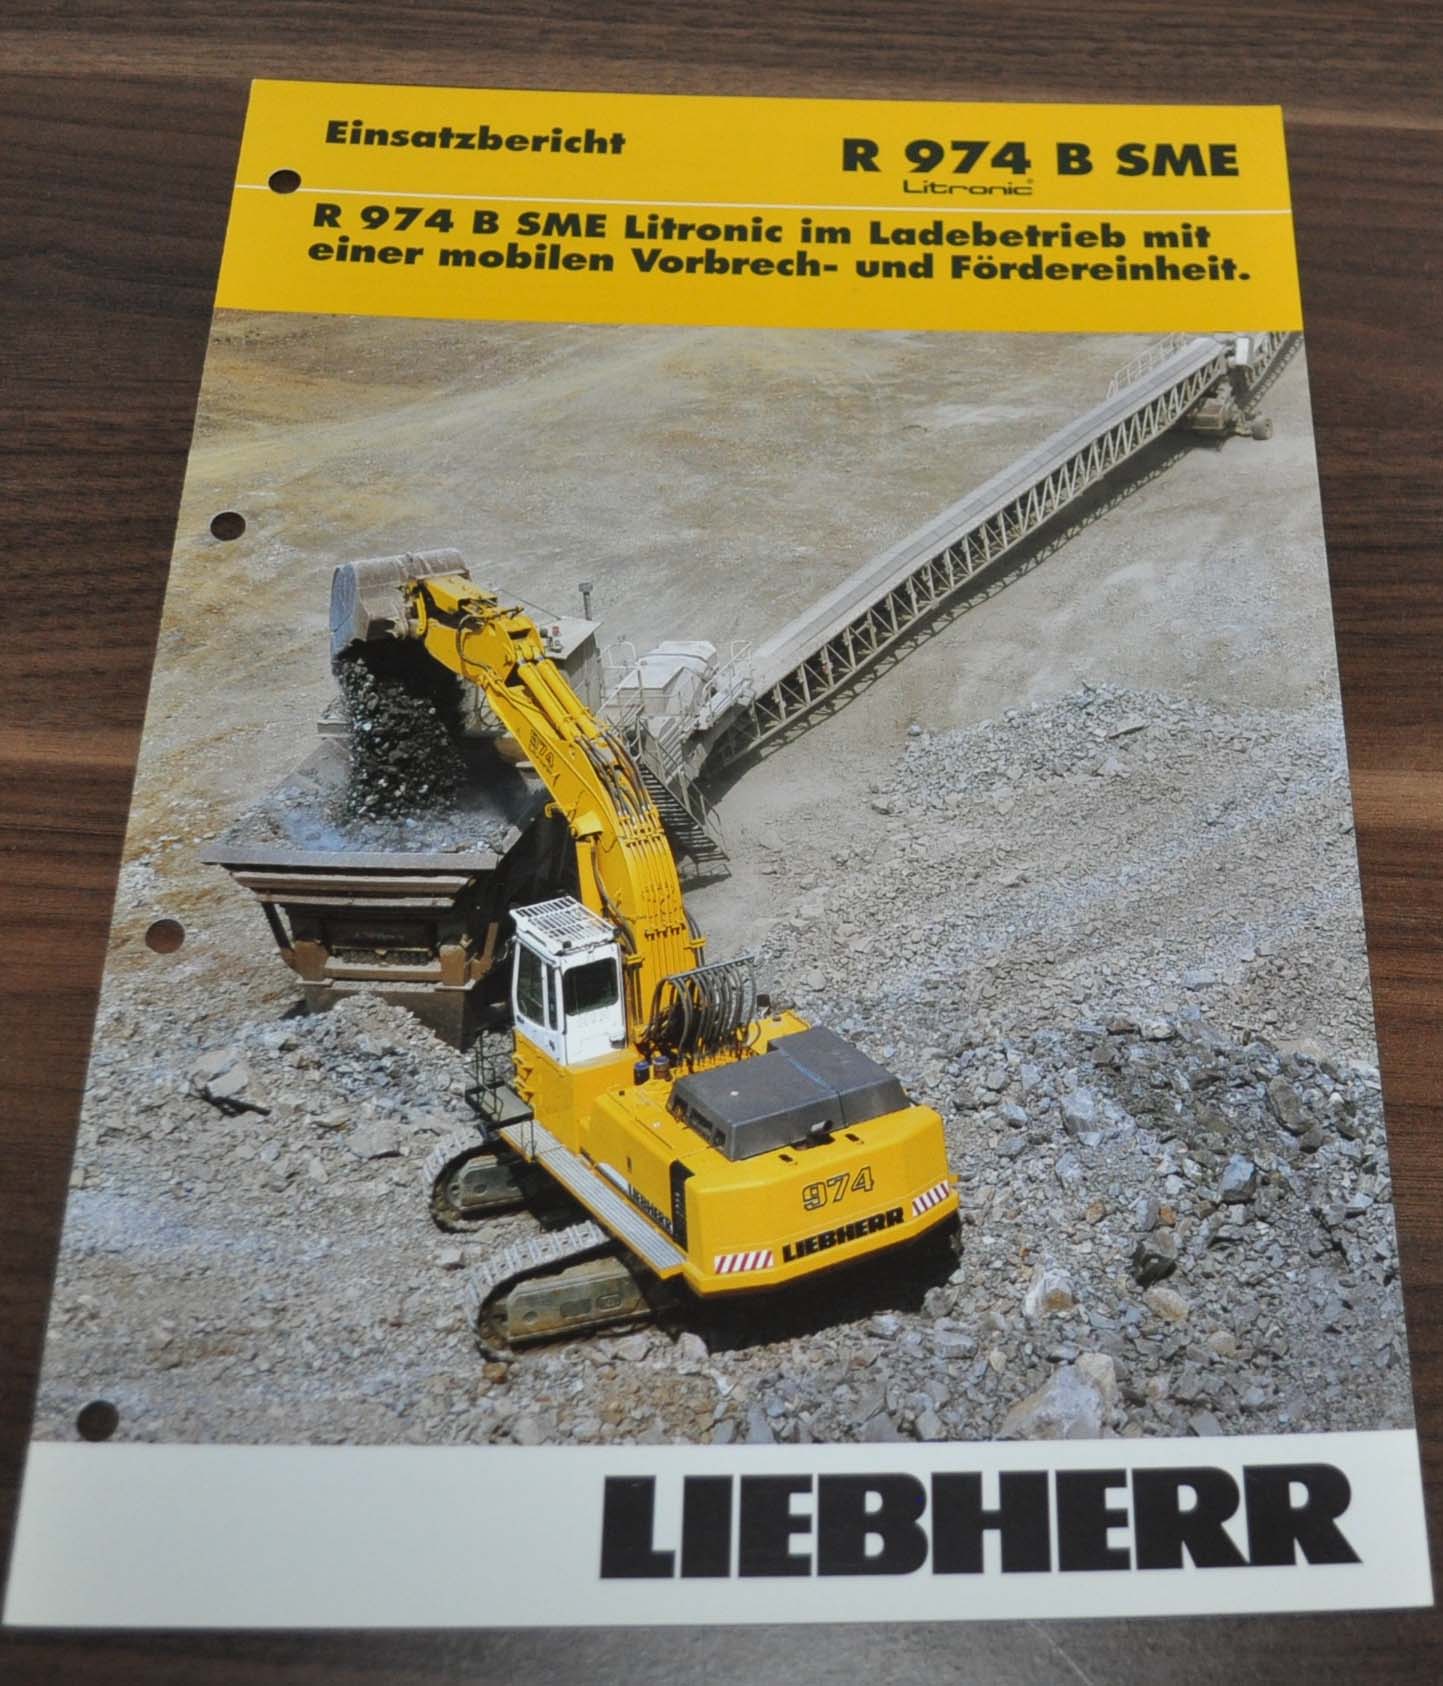 Einsatzbericht
R 974 B SME
Litronic®
R 974 B SME Litronic im Ladebetrieb mit
einer mobilen Vorbrech- und Fördereinheit.
974
974
LIEBHERR
LIEBHERR
LIEBHERR